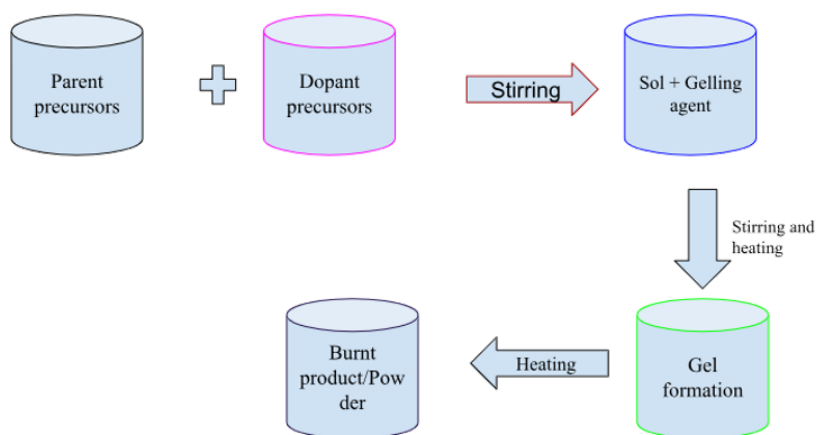 Parent
precursors
Dopant
precursors
Stirring
Sol + Gelling
agent
Stirring and
heating
Burnt
product/Pow
der
Heating
Gel
formation